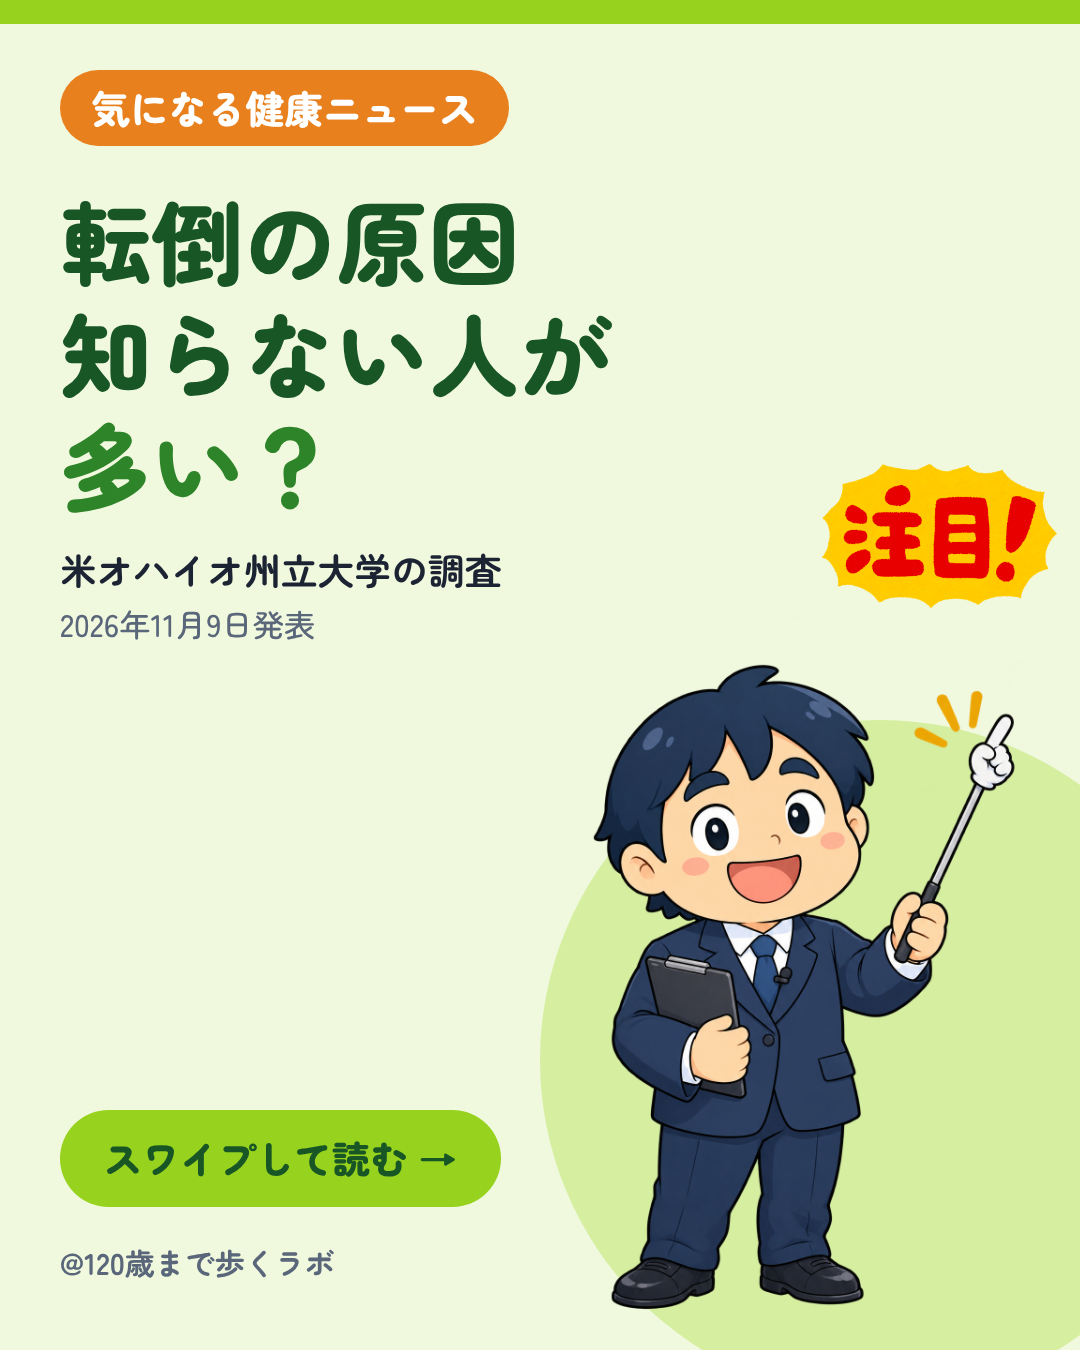 気になる健康ニュース
転倒の原因
知らない人が
多い？
米オハイオ州立大学の調査
2026年11月9日発表
注目!
スワイプして読む →
@120歳まで歩くラボ